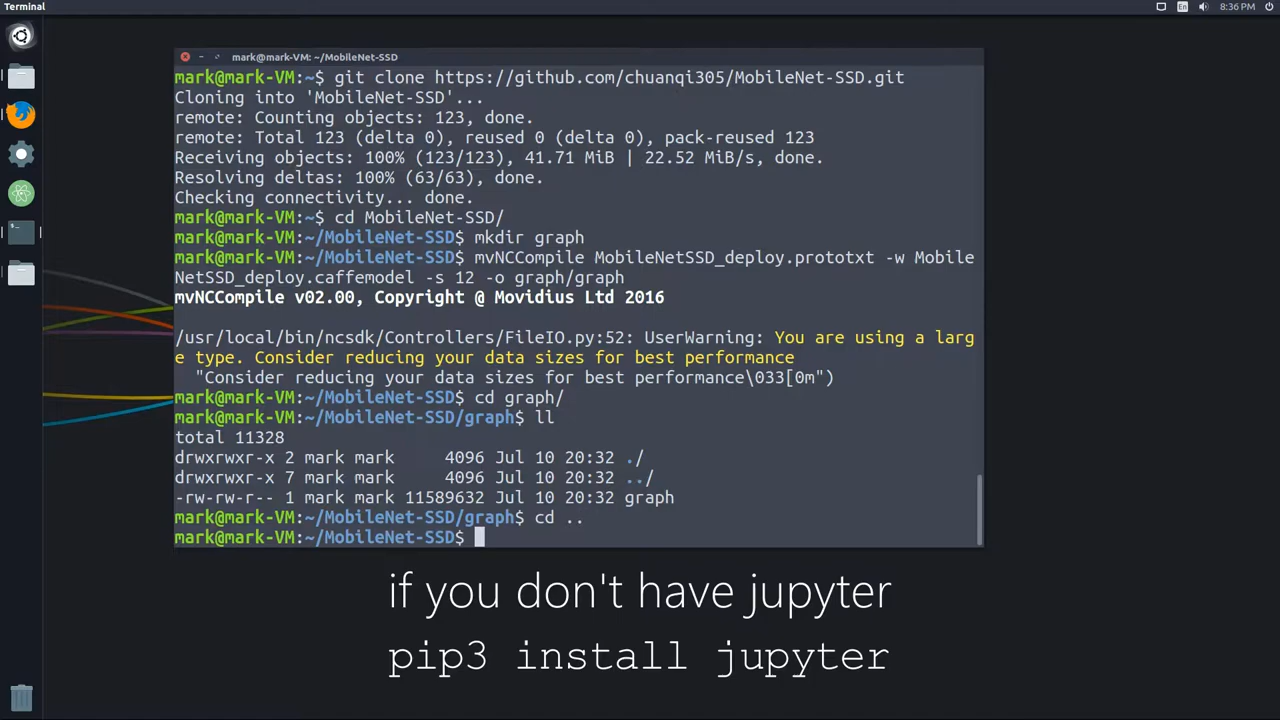 Terminal
En
8:36 PM
mark@mark-VM: ~/MobileNet-SSD
mark@mark-VM:~$ git clone https://github.com/chuanqi305/MobileNet-SSD.git
Cloning into 'MobileNet-SSD'...
remote: Counting objects: 123, done.
remote: Total 123 (delta 0), reused 0 (delta 0), pack-reused 123
Receiving objects: 100% (123/123), 41.71 MiB | 22.52 MiB/s, done.
Resolving deltas: 100% (63/63), done.
Checking connectivity... done.
mark@mark-VM:~$ cd MobileNet-SSD/
mark@mark-VM:~/MobileNet-SSD$ mkdir graph
mark@mark-VM:~/MobileNet-SSD$ mvNCCompile MobileNetSSD_deploy.prototxt -w Mobile
NetSSD_deploy.caffemodel -s 12 -o graph/graph
mvNCCompile v02.00, Copyright @ Movidius Ltd 2016
/usr/local/bin/ncsdk/Controllers/FileIO.py:52: UserWarning: You are using a larg
e type. Consider reducing your data sizes for best performance
"Consider reducing your data sizes for best performance\033[0m")
mark@mark-VM:~/MobileNet-SSD$ cd graph/
mark@mark-VM:~/MobileNet-SSD/graph$ ll
total 11328
drwxrwxr-x 2 mark mark     4096 Jul 10 20:32 ./
drwxrwxr-x 7 mark mark     4096 Jul 10 20:32 ../
-rw-rw-r-- 1 mark mark 11589632 Jul 10 20:32 graph
mark@mark-VM:~/MobileNet-SSD/graph$ cd ..
mark@mark-VM:~/MobileNet-SSD$
if you don't have jupyter
pip3 install jupyter